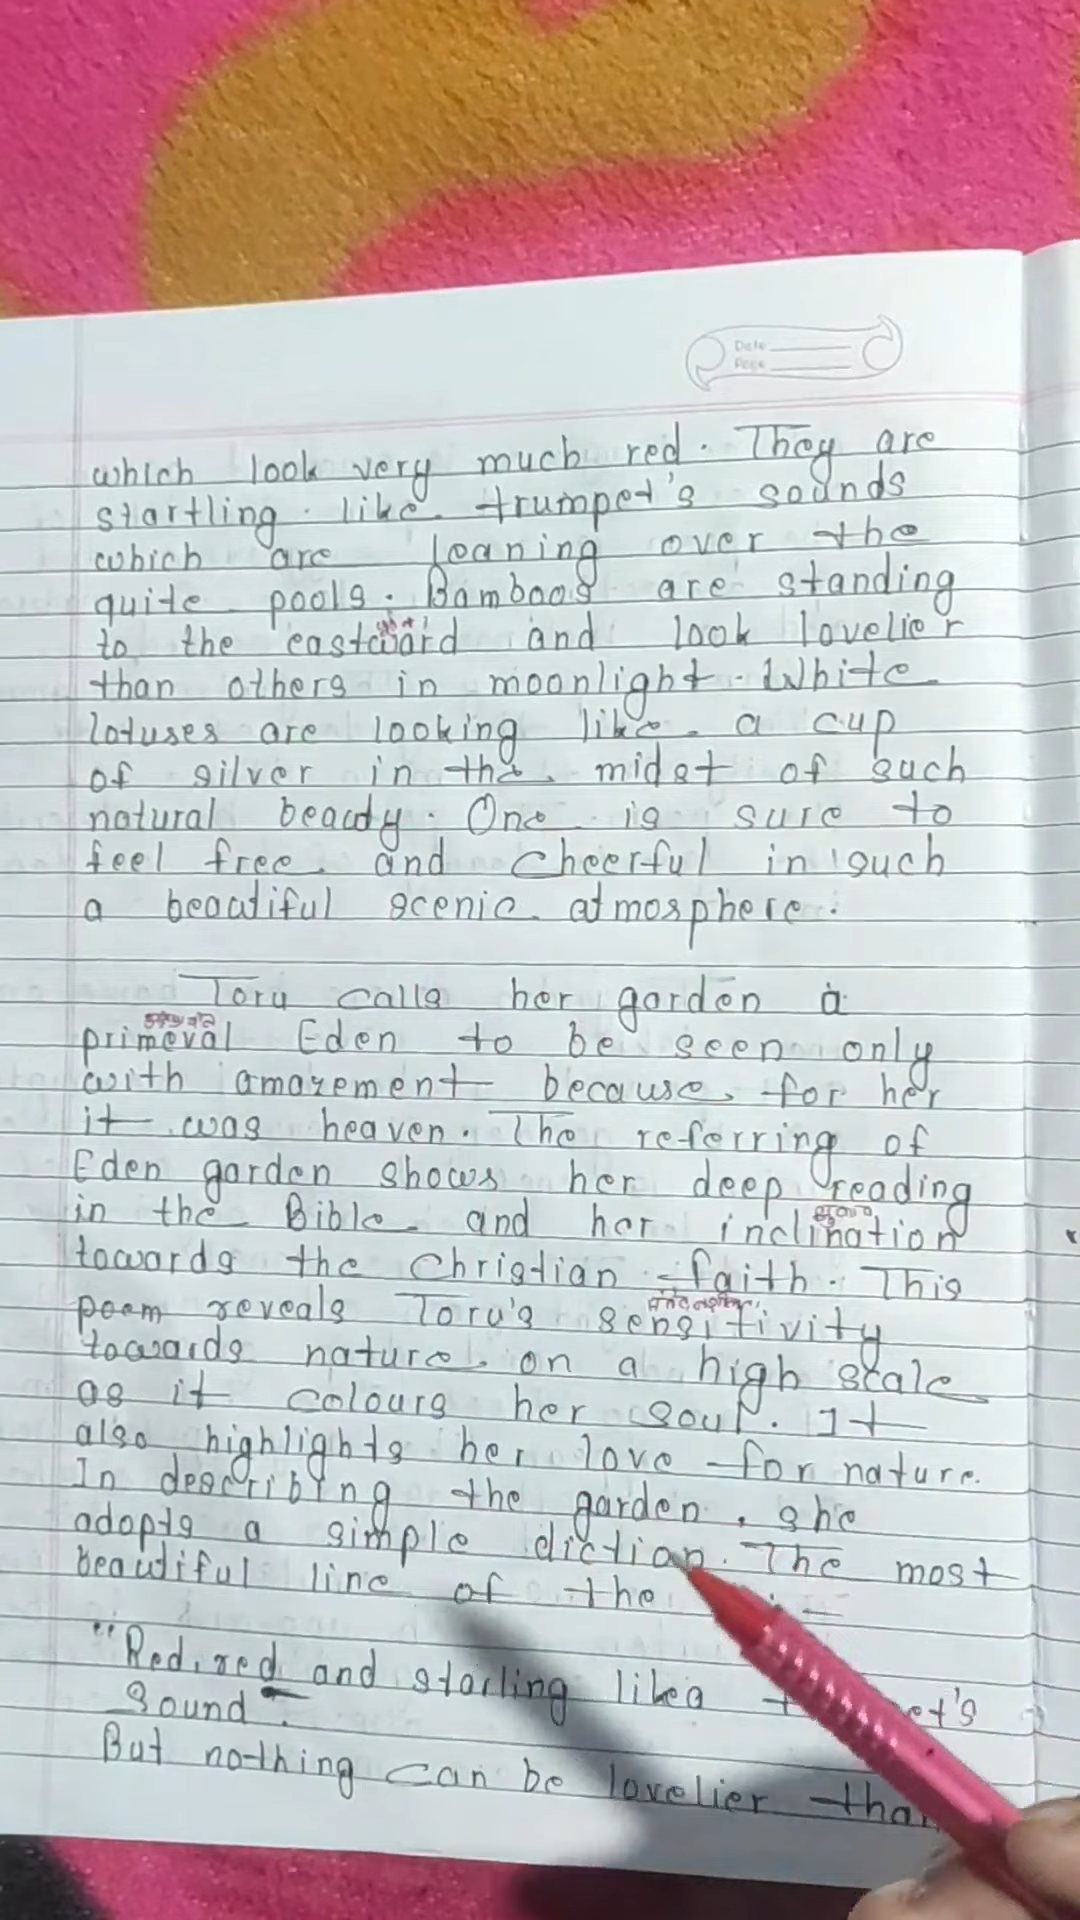 Date
Page
which look very much red. They are
startling like trumpet's sounds
which are leaning over the
quite pools. Bamboos are standing
to the eastward and look lovelier
than others in moonlight. White
lotuses are looking like a cup
of silver in the midst of such
natural beauty. One is sure to
feel free and cheerful in such
a beautiful scenic atmosphere.
Toru calls her garden a
primeval Eden to be seen only
with amazement because for her
it was heaven. The referring of
Eden garden shows her deep reading
in the Bible and her inclination
towards the Christian faith. This
poem reveals Toru's sensitivity
towards nature on a high scale
as it colours her soul. It
also highlights her love for nature.
In describing the garden, she
adopts a simple diction. The most
beautiful line of the
"Red, red and starling like a
sound.
But nothing can be lovelier